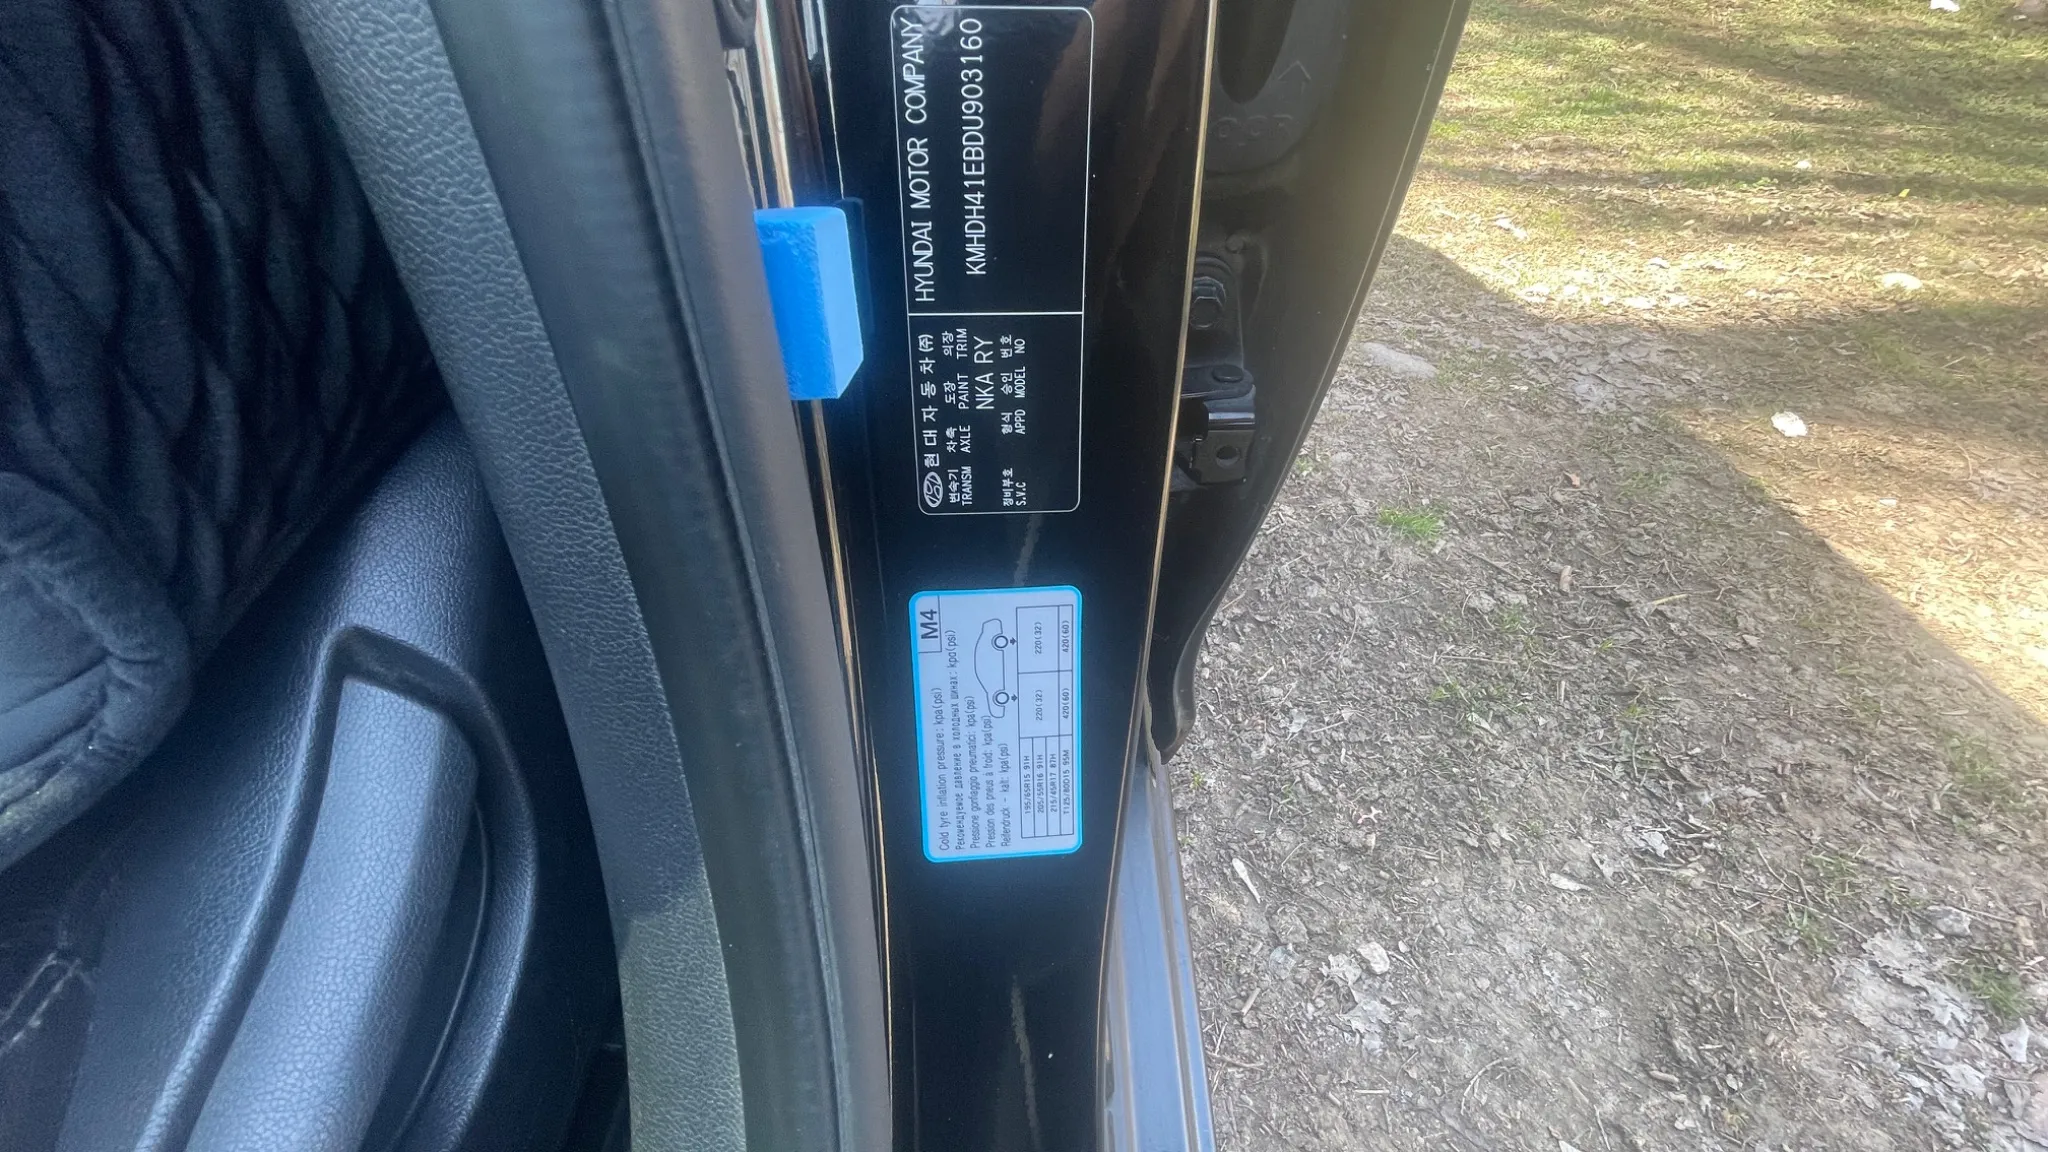 현대자동차(주) HYUNDAI MOTOR COMPANY
변속기 차축 도장 의장
TRANSM AXLE PAINT TRIM
NKA RY
KMHDH41EBDU903160
정비부호 형식 승인 번호
S.V.C APPD MODEL NO
M4
Cold tyre inflation pressure: kpa(psi)
Рекомендуемое давление в холодных шинах: kpa(psi)
Pressione gonfiaggio pneumatici: kpa(psi)
Pression des pneus à froid: kpa(psi)
Reifendruck - kalt: kpa(psi)
195/65R15 91H
205/55R16 91H 220(32) 220(32)
215/45R17 87H
T125/80D15 95M 420(60) 420(60)